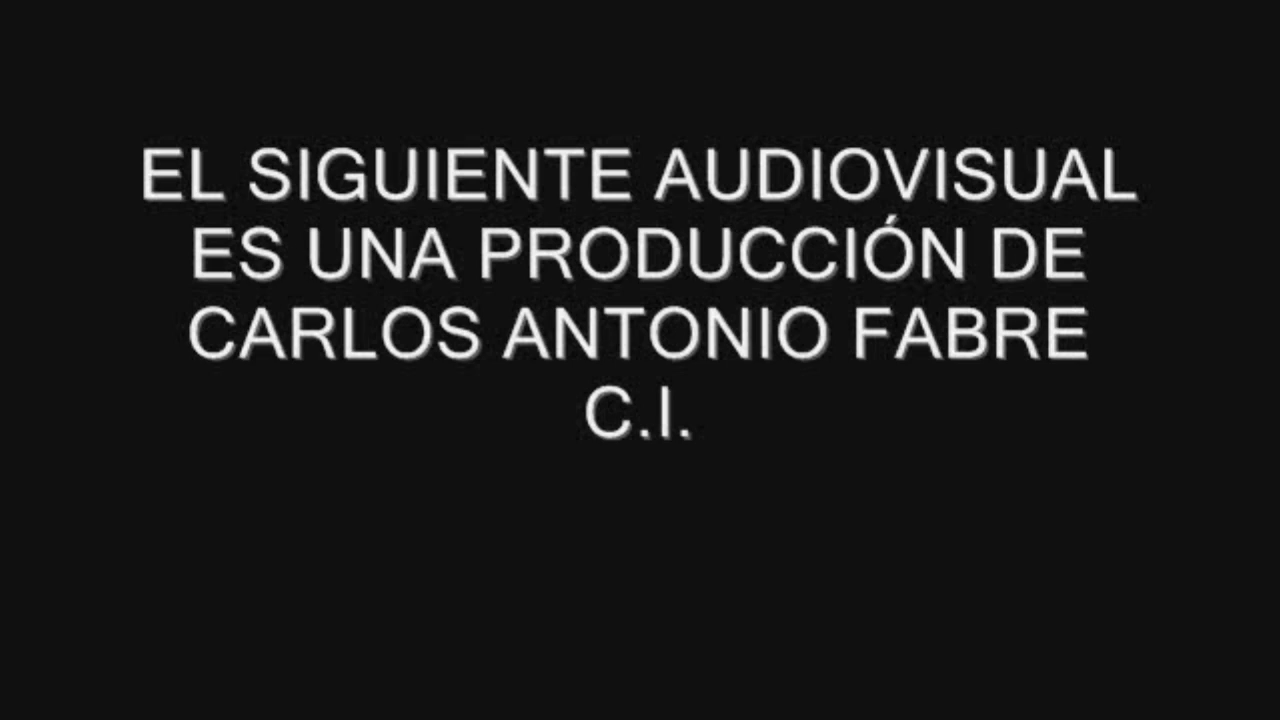 EL SIGUIENTE AUDIOVISUAL
ES UNA PRODUCCIÓN DE
CARLOS ANTONIO FABRE
C.I.